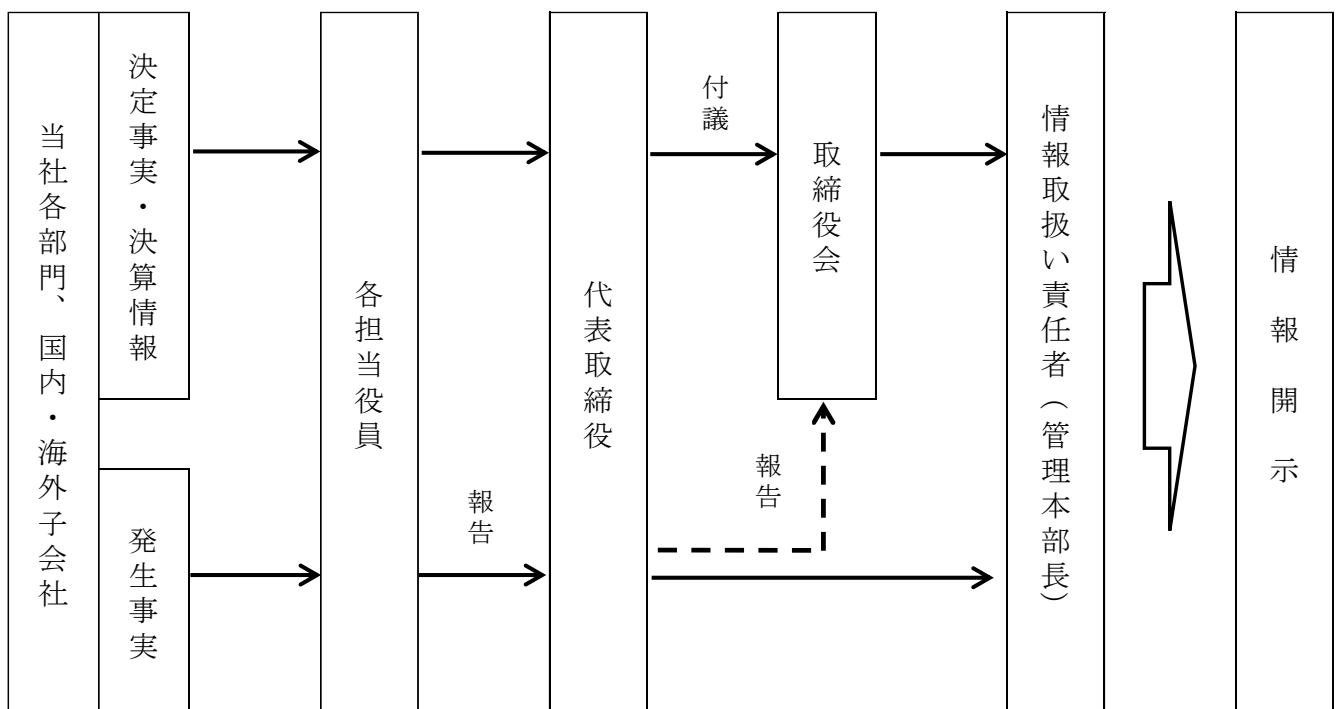 当社各部門、国内・海外子会社
決定事実・決算情報
発生事実
各担当役員
報告
代表取締役
付議
取締役会
報告
情報取扱い責任者（管理本部長）
情報開示